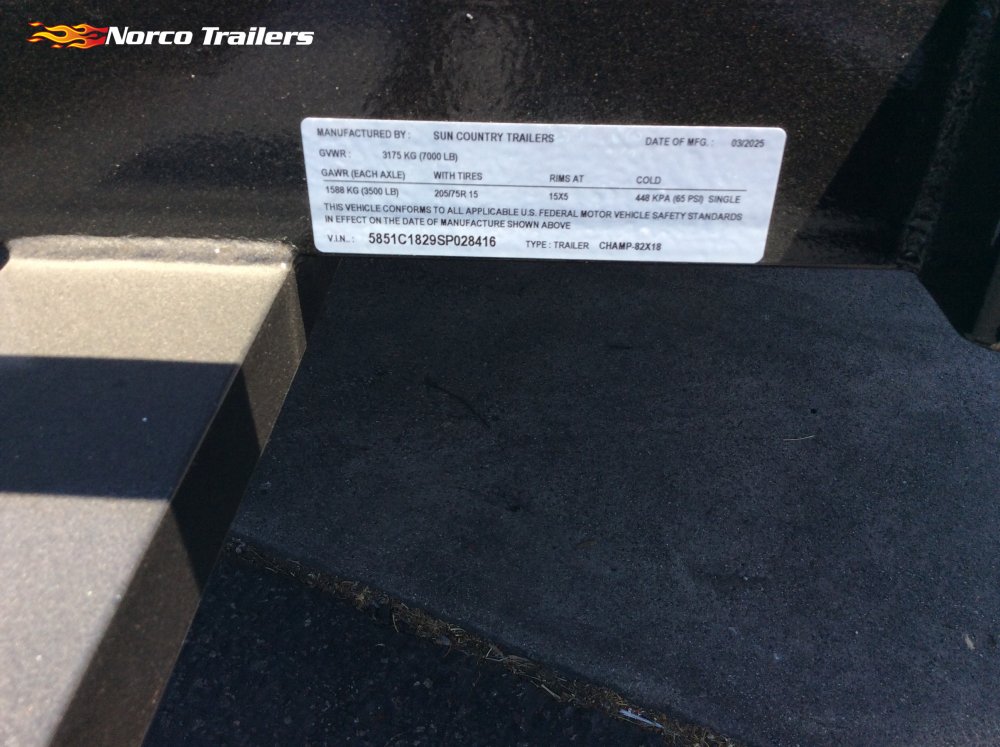 Norco Trailers
MANUFACTURED BY : SUN COUNTRY TRAILERS DATE OF MFG. : 03/2025
GVWR : 3175 KG (7000 LB)
GAWR (EACH AXLE) WITH TIRES RIMS AT COLD
1588 KG (3500 LB) 205/75R 15 15X5 448 KPA (65 PSI) SINGLE
THIS VEHICLE CONFORMS TO ALL APPLICABLE U.S. FEDERAL MOTOR VEHICLE SAFETY STANDARDS
IN EFFECT ON THE DATE OF MANUFACTURE SHOWN ABOVE
V.I.N.. : 5851C1829SP028416 TYPE : TRAILER CHAMP-82X18